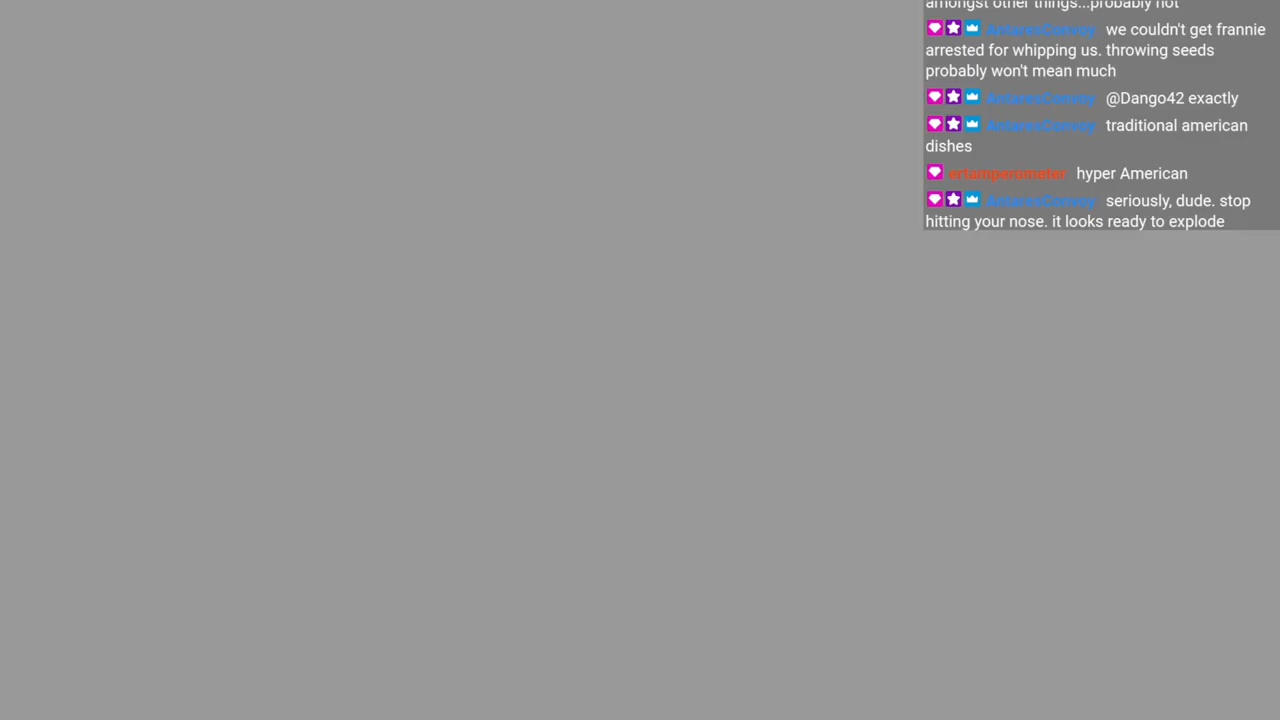 amongst other things...probably not
AntaresConvoy we couldn't get frannie
arrested for whipping us. throwing seeds
probably won't mean much
AntaresConvoy @Dango42 exactly
AntaresConvoy traditional american
dishes
hyper American
AntaresConvoy seriously, dude. stop
hitting your nose. it looks ready to explode